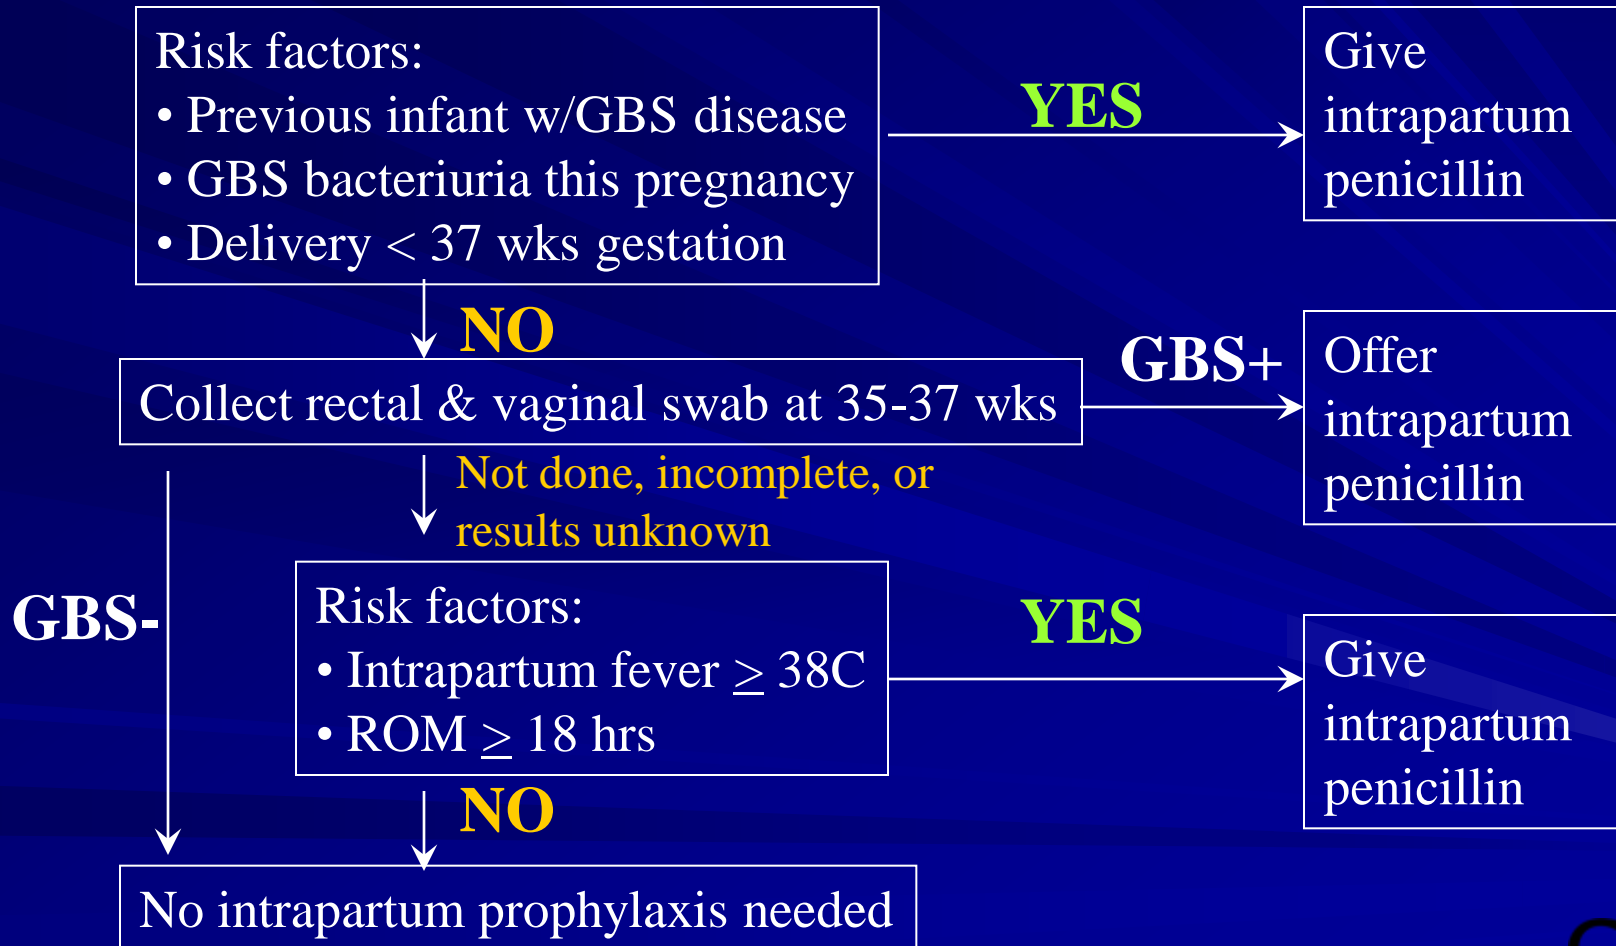 Risk factors:
• Previous infant w/GBS disease
• GBS bacteriuria this pregnancy
• Delivery < 37 wks gestation
YES
Give
intrapartum
penicillin
NO
Collect rectal & vaginal swab at 35-37 wks
GBS+
Offer
intrapartum
penicillin
Not done, incomplete, or
results unknown
GBS-
Risk factors:
• Intrapartum fever ≥ 38C
• ROM ≥ 18 hrs
YES
Give
intrapartum
penicillin
NO
No intrapartum prophylaxis needed